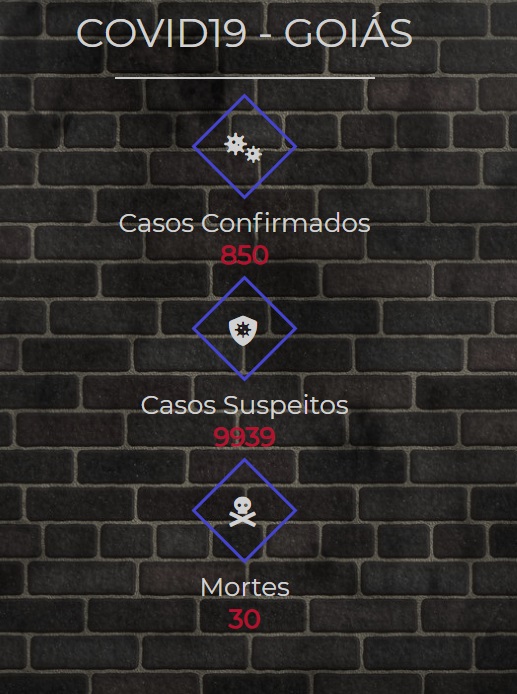 COVID19 - GOIÁS
Casos Confirmados
850
Casos Suspeitos
9939
Mortes
30